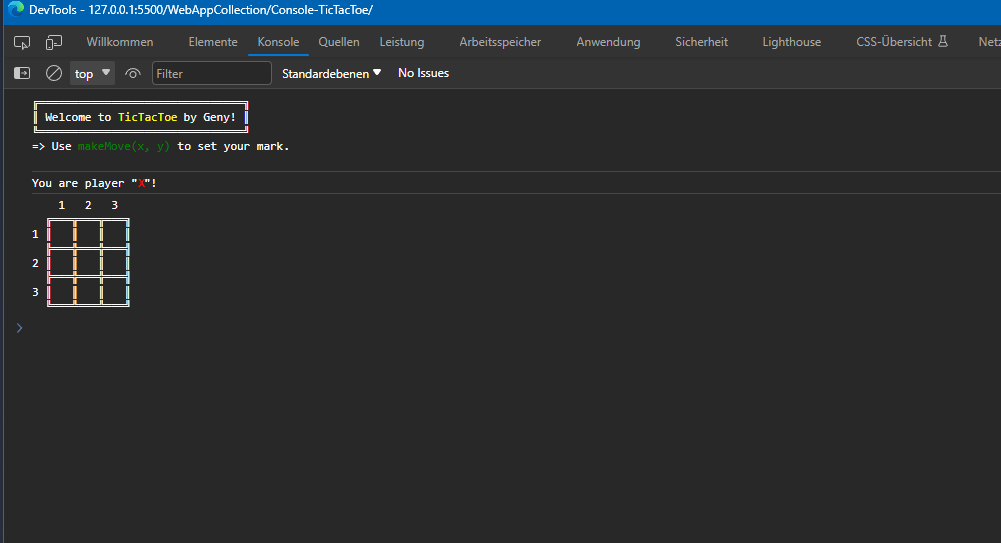 DevTools - 127.0.0.1:5500/WebAppCollection/Console-TicTacToe/
Willkommen Elemente Konsole Quellen Leistung Arbeitsspeicher Anwendung Sicherheit Lighthouse CSS-Übersicht Netz
top Filter Standardebenen No Issues
Welcome to TicTacToe by Geny!
=> Use makeMove(x, y) to set your mark.
You are player "X"!
1 2 3
1
2
3